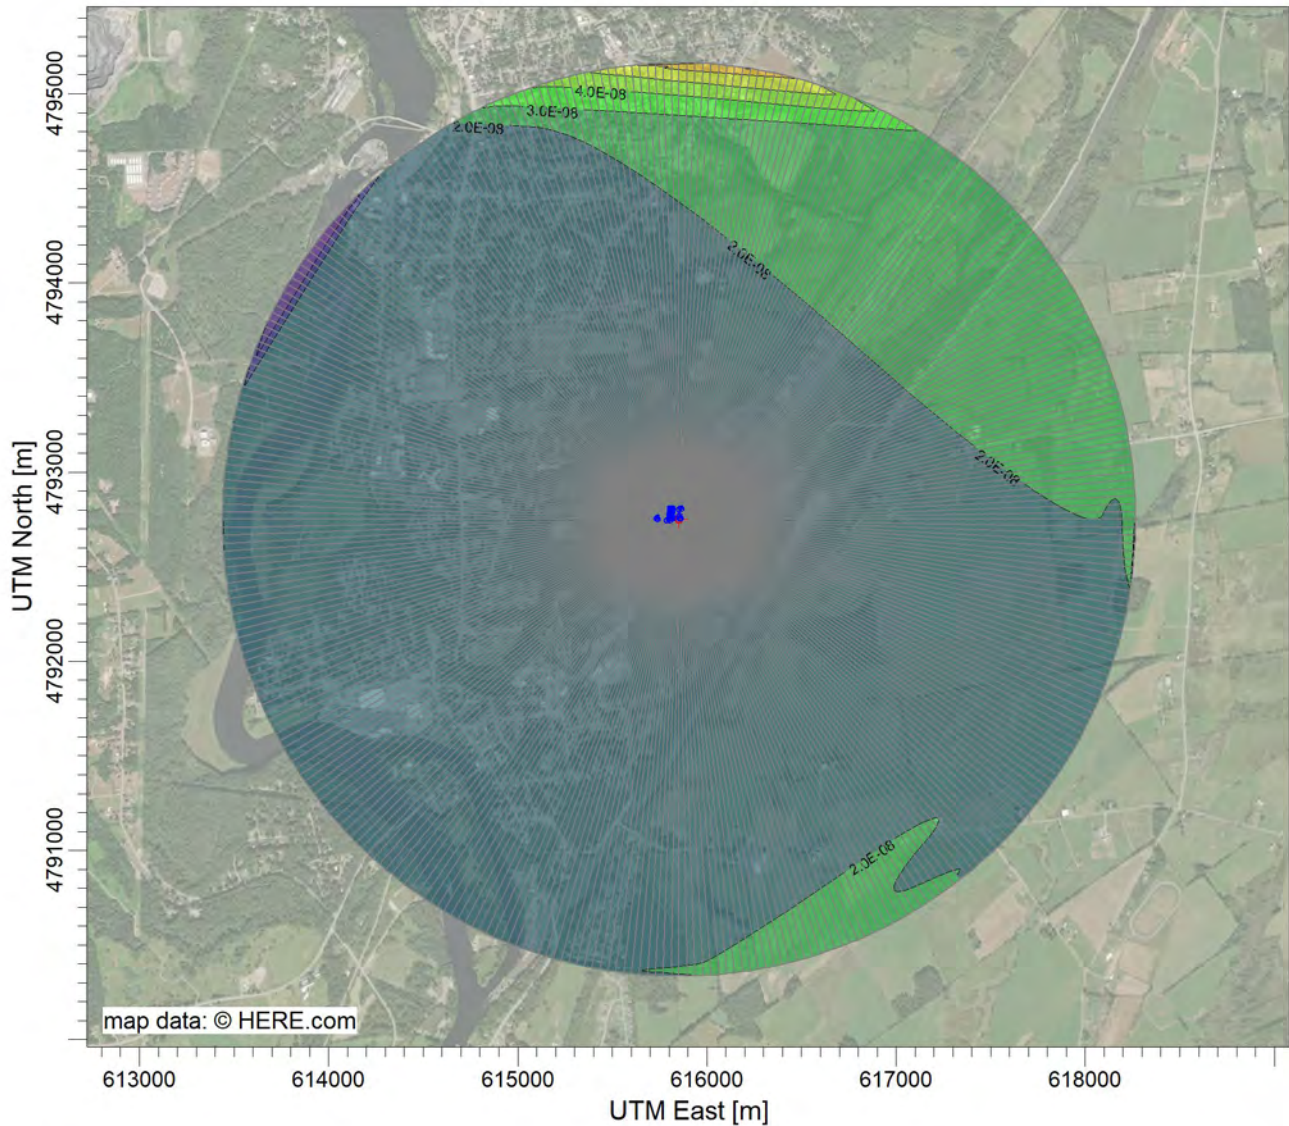 4.0E-08
3.0E-08
2.0E-08
2.0E-08
2.0E-08
2.0E-08
UTM North [m]
4795000
4794000
4793000
4792000
4791000
map data: © HERE.com
613000 614000 615000 616000 617000 618000
UTM East [m]